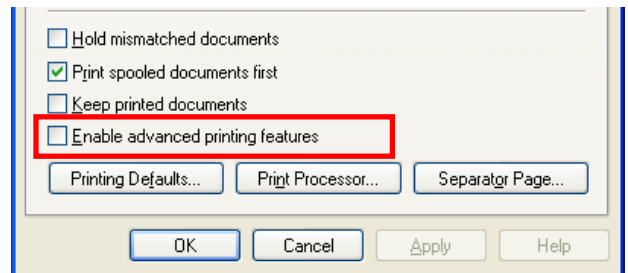 Hold mismatched documents
Print spooled documents first
Keep printed documents
Enable advanced printing features
Printing Defaults... Print Processor... Separator Page...
OK Cancel Apply Help